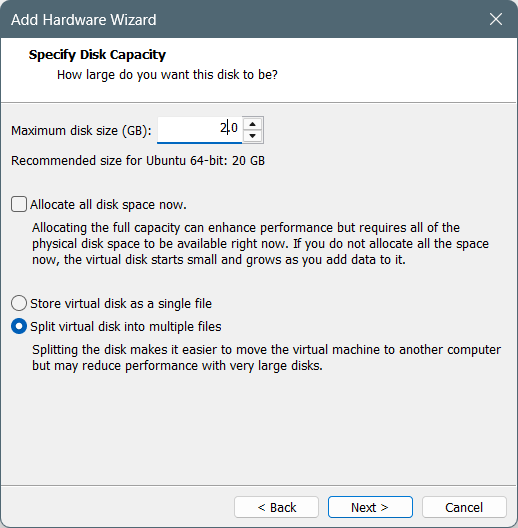 Add Hardware Wizard
Specify Disk Capacity
How large do you want this disk to be?
Maximum disk size (GB): 2.0
Recommended size for Ubuntu 64-bit: 20 GB
Allocate all disk space now.
Allocating the full capacity can enhance performance but requires all of the
physical disk space to be available right now. If you do not allocate all the space
now, the virtual disk starts small and grows as you add data to it.
Store virtual disk as a single file
Split virtual disk into multiple files
Splitting the disk makes it easier to move the virtual machine to another computer
but may reduce performance with very large disks.
< Back
Next >
Cancel